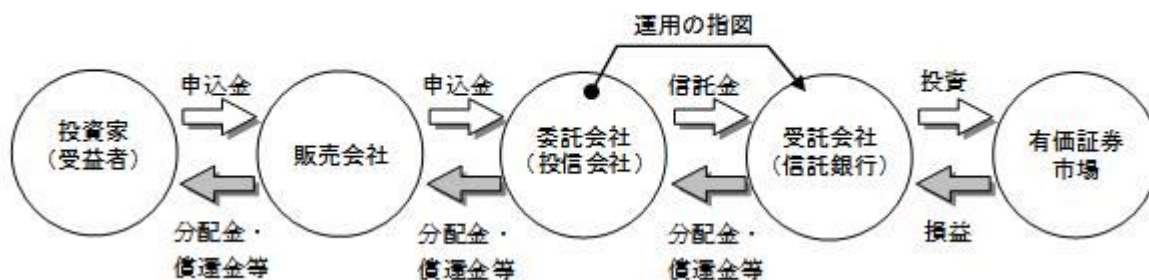 運用の指図
申込金
申込金
信託金
投資
投資家
(受益者)
販売会社
委託会社
(投信会社)
受託会社
(信託銀行)
有価証券
市場
分配金・
償還金等
分配金・
償還金等
分配金・
償還金等
損益